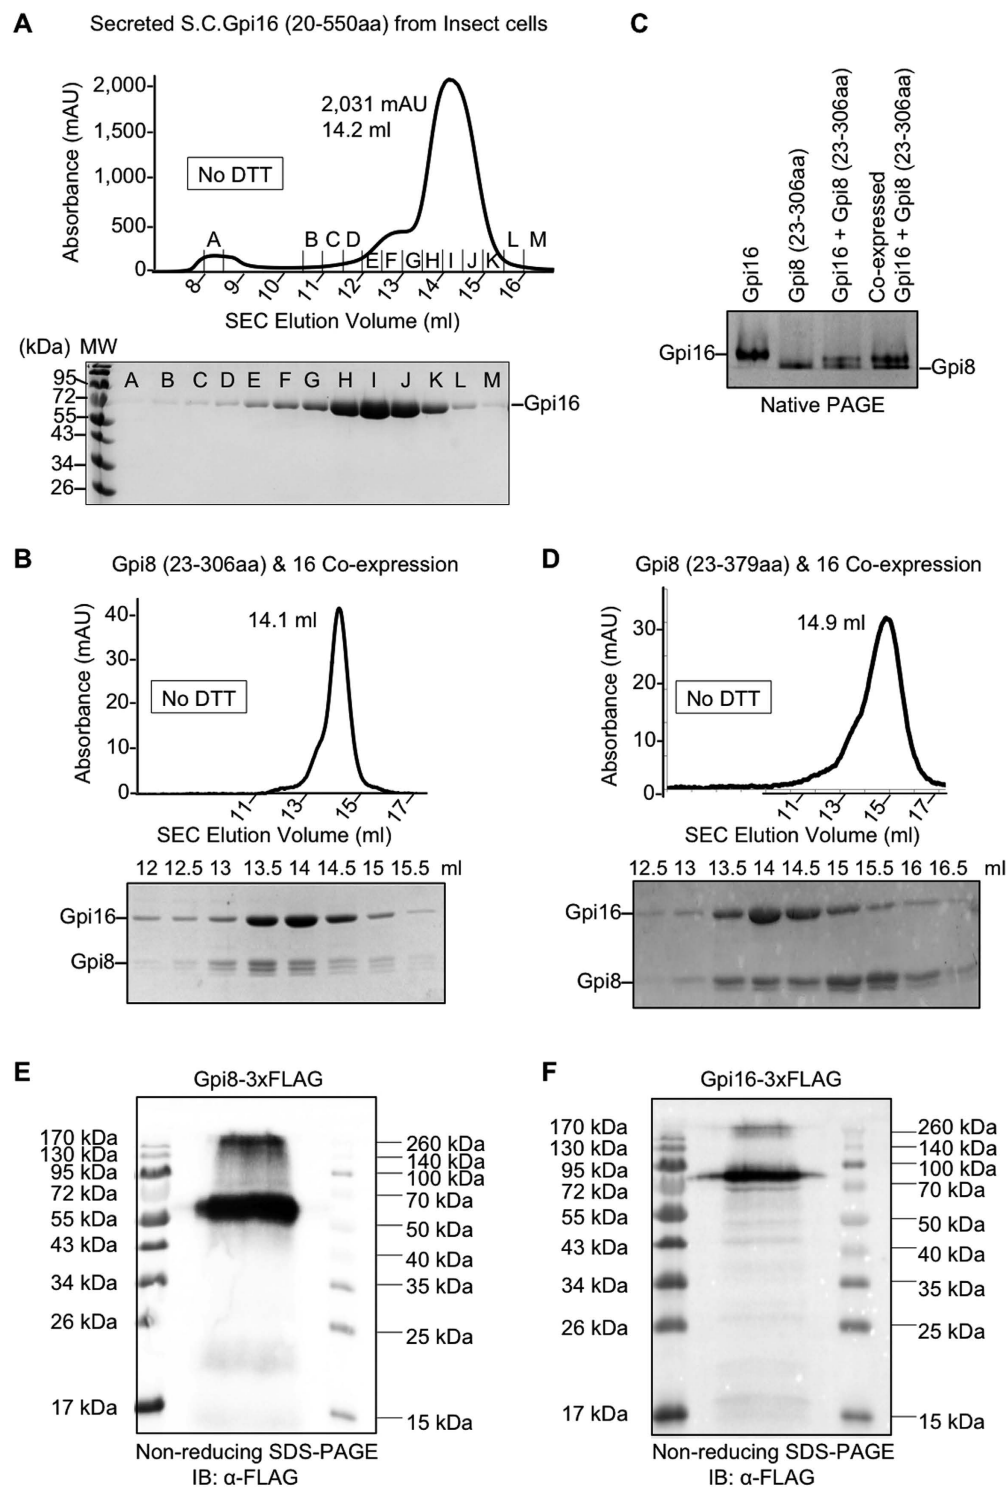 A
Secreted S.C.Gpi16 (20-550aa) from Insect cells
Absorbance (mAU)
2,000
1,500
1,000
500
0
2,031 mAU
14.2 ml
No DTT
A B C D E F G H I J K L M
8 9 10 11 12 13 14 15 16
SEC Elution Volume (ml)
(kDa) MW
A B C D E F G H I J K L M
95
72
55
43
34
26
Gpi16
C
Gpi16
Gpi8 (23-306aa)
Gpi16 + Gpi8 (23-306aa)
Co-expressed
Gpi16 + Gpi8 (23-306aa)
Gpi16
Gpi8
Native PAGE
B
Gpi8 (23-306aa) & 16 Co-expression
Absorbance (mAU)
40
30
20
10
0
14.1 ml
No DTT
11 13 15 17
SEC Elution Volume (ml)
12 12.5 13 13.5 14 14.5 15 15.5 ml
Gpi16
Gpi8
D
Gpi8 (23-379aa) & 16 Co-expression
Absorbance (mAU)
30
20
10
0
14.9 ml
No DTT
11 13 15 17
SEC Elution Volume (ml)
12.5 13 13.5 14 14.5 15 15.5 16 16.5 ml
Gpi16
Gpi8
E
Gpi8-3xFLAG
170 kDa
130 kDa
95 kDa
72 kDa
55 kDa
43 kDa
34 kDa
26 kDa
17 kDa
260 kDa
140 kDa
100 kDa
70 kDa
50 kDa
40 kDa
35 kDa
25 kDa
15 kDa
Non-reducing SDS-PAGE
IB: α-FLAG
F
Gpi16-3xFLAG
170 kDa
130 kDa
95 kDa
72 kDa
55 kDa
43 kDa
34 kDa
26 kDa
17 kDa
260 kDa
140 kDa
100 kDa
70 kDa
50 kDa
40 kDa
35 kDa
25 kDa
15 kDa
Non-reducing SDS-PAGE
IB: α-FLAG